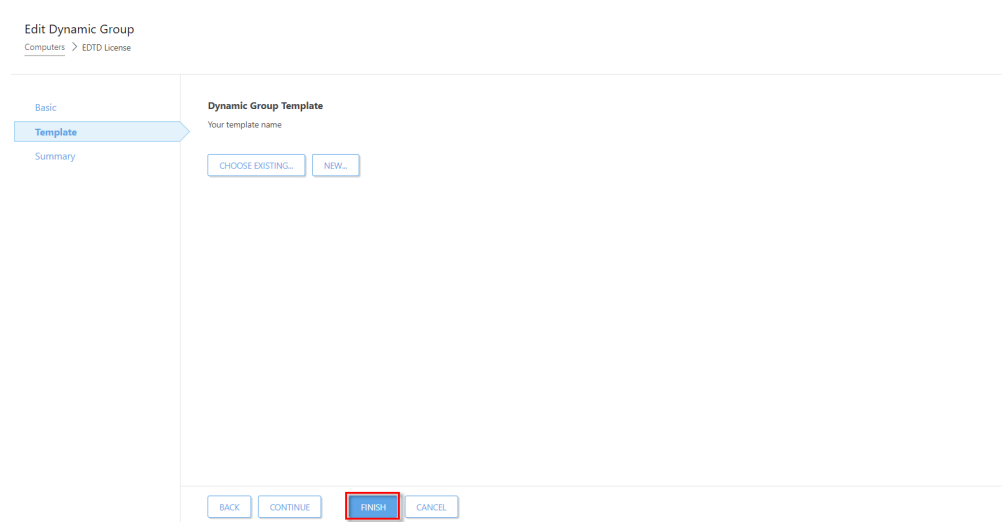 Edit Dynamic Group
Computers > EDTD License
Basic
Template
Summary
Dynamic Group Template
Your template name
CHOOSE EXISTING... NEW...
BACK CONTINUE FINISH CANCEL